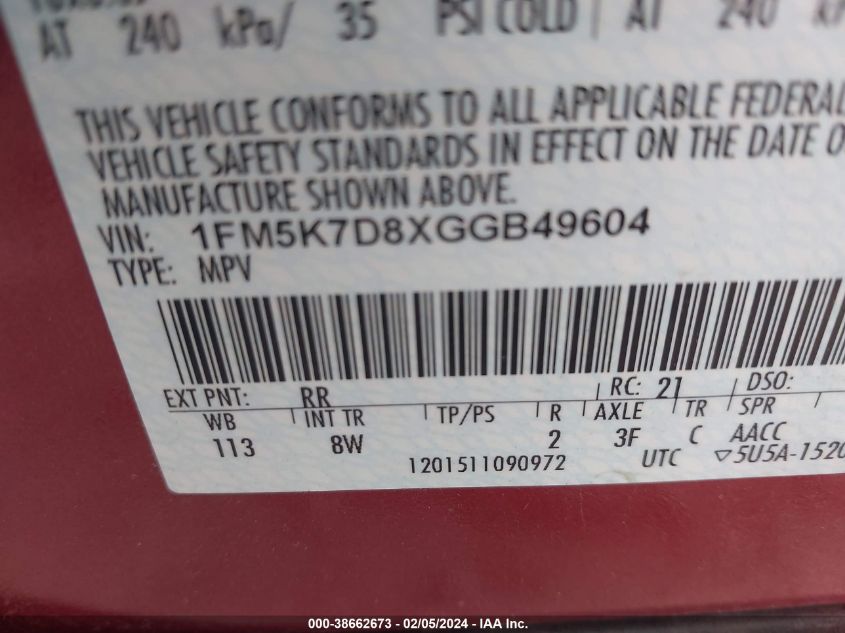 AT 240 kPa/ 35 PSI COLD AT 240
THIS VEHICLE CONFORMS TO ALL APPLICABLE FEDERAL
VEHICLE SAFETY STANDARDS IN EFFECT ON THE DATE
MANUFACTURE SHOWN ABOVE.
VIN: 1FM5K7D8XGGB49604
TYPE: MPV
EXT PNT: RR RC: 21 DSO:
WB INT TR TP/PS R AXLE TR SPR
113 8W 2 3F C AACC
1201511090972 UTC ▽5U5A-1520
000-38662673 - 02/05/2024 - IAAI Inc.